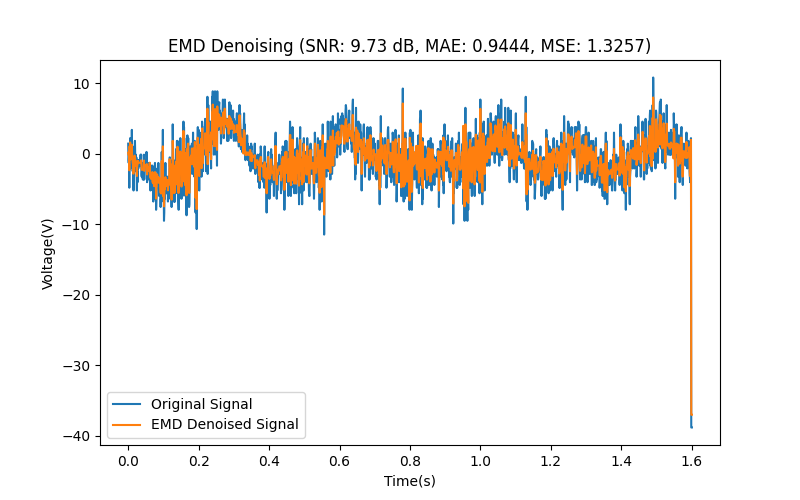 EMD Denoising (SNR: 9.73 dB, MAE: 0.9444, MSE: 1.3257)
10
0
−10
−20
−30
−40
Voltage(V)
Original Signal
EMD Denoised Signal
0.0 0.2 0.4 0.6 0.8 1.0 1.2 1.4 1.6
Time(s)